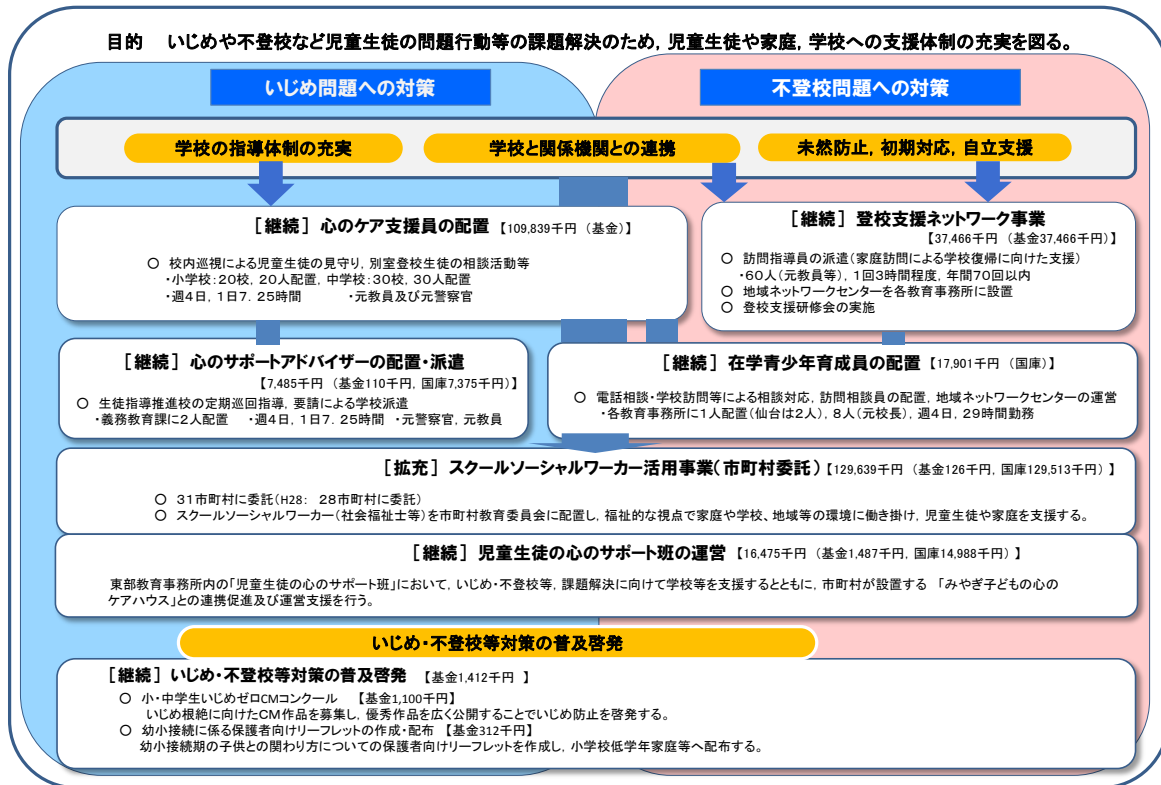 目的　いじめや不登校など児童生徒の問題行動等の課題解決のため，児童生徒や家庭，学校への支援体制の充実を図る。
いじめ問題への対策
不登校問題への対策
学校の指導体制の充実
学校と関係機関との連携
未然防止，初期対応，自立支援
［継続］心のケア支援員の配置【109,839千円（基金）】
○ 校内巡視による児童生徒の見守り，別室登校生徒の相談活動等
・小学校：20校，20人配置，中学校：30校，30人配置
・週4日，1日7．25時間　・元教員及び元警察官
［継続］登校支援ネットワーク事業
【37,466千円（基金37,466千円）】
○ 訪問指導員の派遣（家庭訪問による学校復帰に向けた支援）
・60人（元教員等），1回3時間程度，年間70回以内
○ 地域ネットワークセンターを各教育事務所に設置
○ 登校支援研修会の実施
［継続］心のサポートアドバイザーの配置・派遣
【7,485千円（基金110千円，国庫7,375千円）】
○ 生徒指導推進校の定期巡回指導，要請による学校派遣
・義務教育課に2人配置　・週4日，1日7．25時間　・元警察官，元教員
［継続］在学青少年育成員の配置【17,901千円（国庫）】
○ 電話相談・学校訪問等による相談対応，訪問相談員の配置，地域ネットワークセンターの運営
・各教育事務所に1人配置（仙台は2人），8人（元校長），週4日，29時間勤務
［拡充］スクールソーシャルワーカー活用事業（市町村委託）【129,639千円（基金126千円，国庫129,513千円）】
○ 31市町村に委託（H28：　28市町村に委託）
○ スクールソーシャルワーカー（社会福祉士等）を市町村教育委員会に配置し，福祉的な視点で家庭や学校、地域等の環境に働き掛け，児童生徒や家庭を支援する。
［継続］児童生徒の心のサポート班の運営【16,475千円（基金1,487千円，国庫14,988千円）】
東部教育事務所内の「児童生徒の心のサポート班」において，いじめ・不登校等，課題解決に向けて学校等を支援するとともに，市町村が設置する　「みやぎ子どもの心の
ケアハウス」との連携促進及び運営支援を行う。
いじめ・不登校等対策の普及啓発
［継続］いじめ・不登校等対策の普及啓発　【基金1,412千円　】
○ 小・中学生いじめゼロCMコンクール　【基金1,100千円】
いじめ根絶に向けたＣＭ作品を募集し，優秀作品を広く公開することでいじめ防止を啓発する。
○ 幼小接続に係る保護者向けリーフレットの作成・配布　【基金312千円】
幼小接続期の子供との関わり方についての保護者向けリーフレットを作成し，小学校低学年家庭等へ配布する。